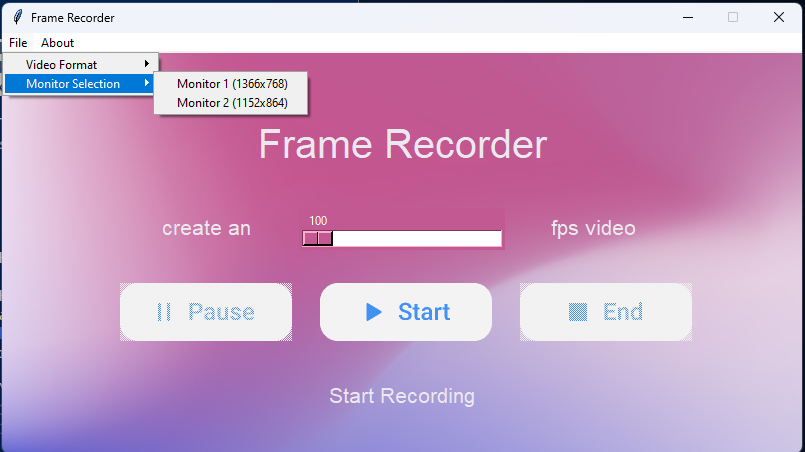 Frame Recorder
File About
Video Format
Monitor Selection
Monitor 1 (1366x768)
Monitor 2 (1152x864)
Frame Recorder
100
create an fps video
Pause Start End
Start Recording